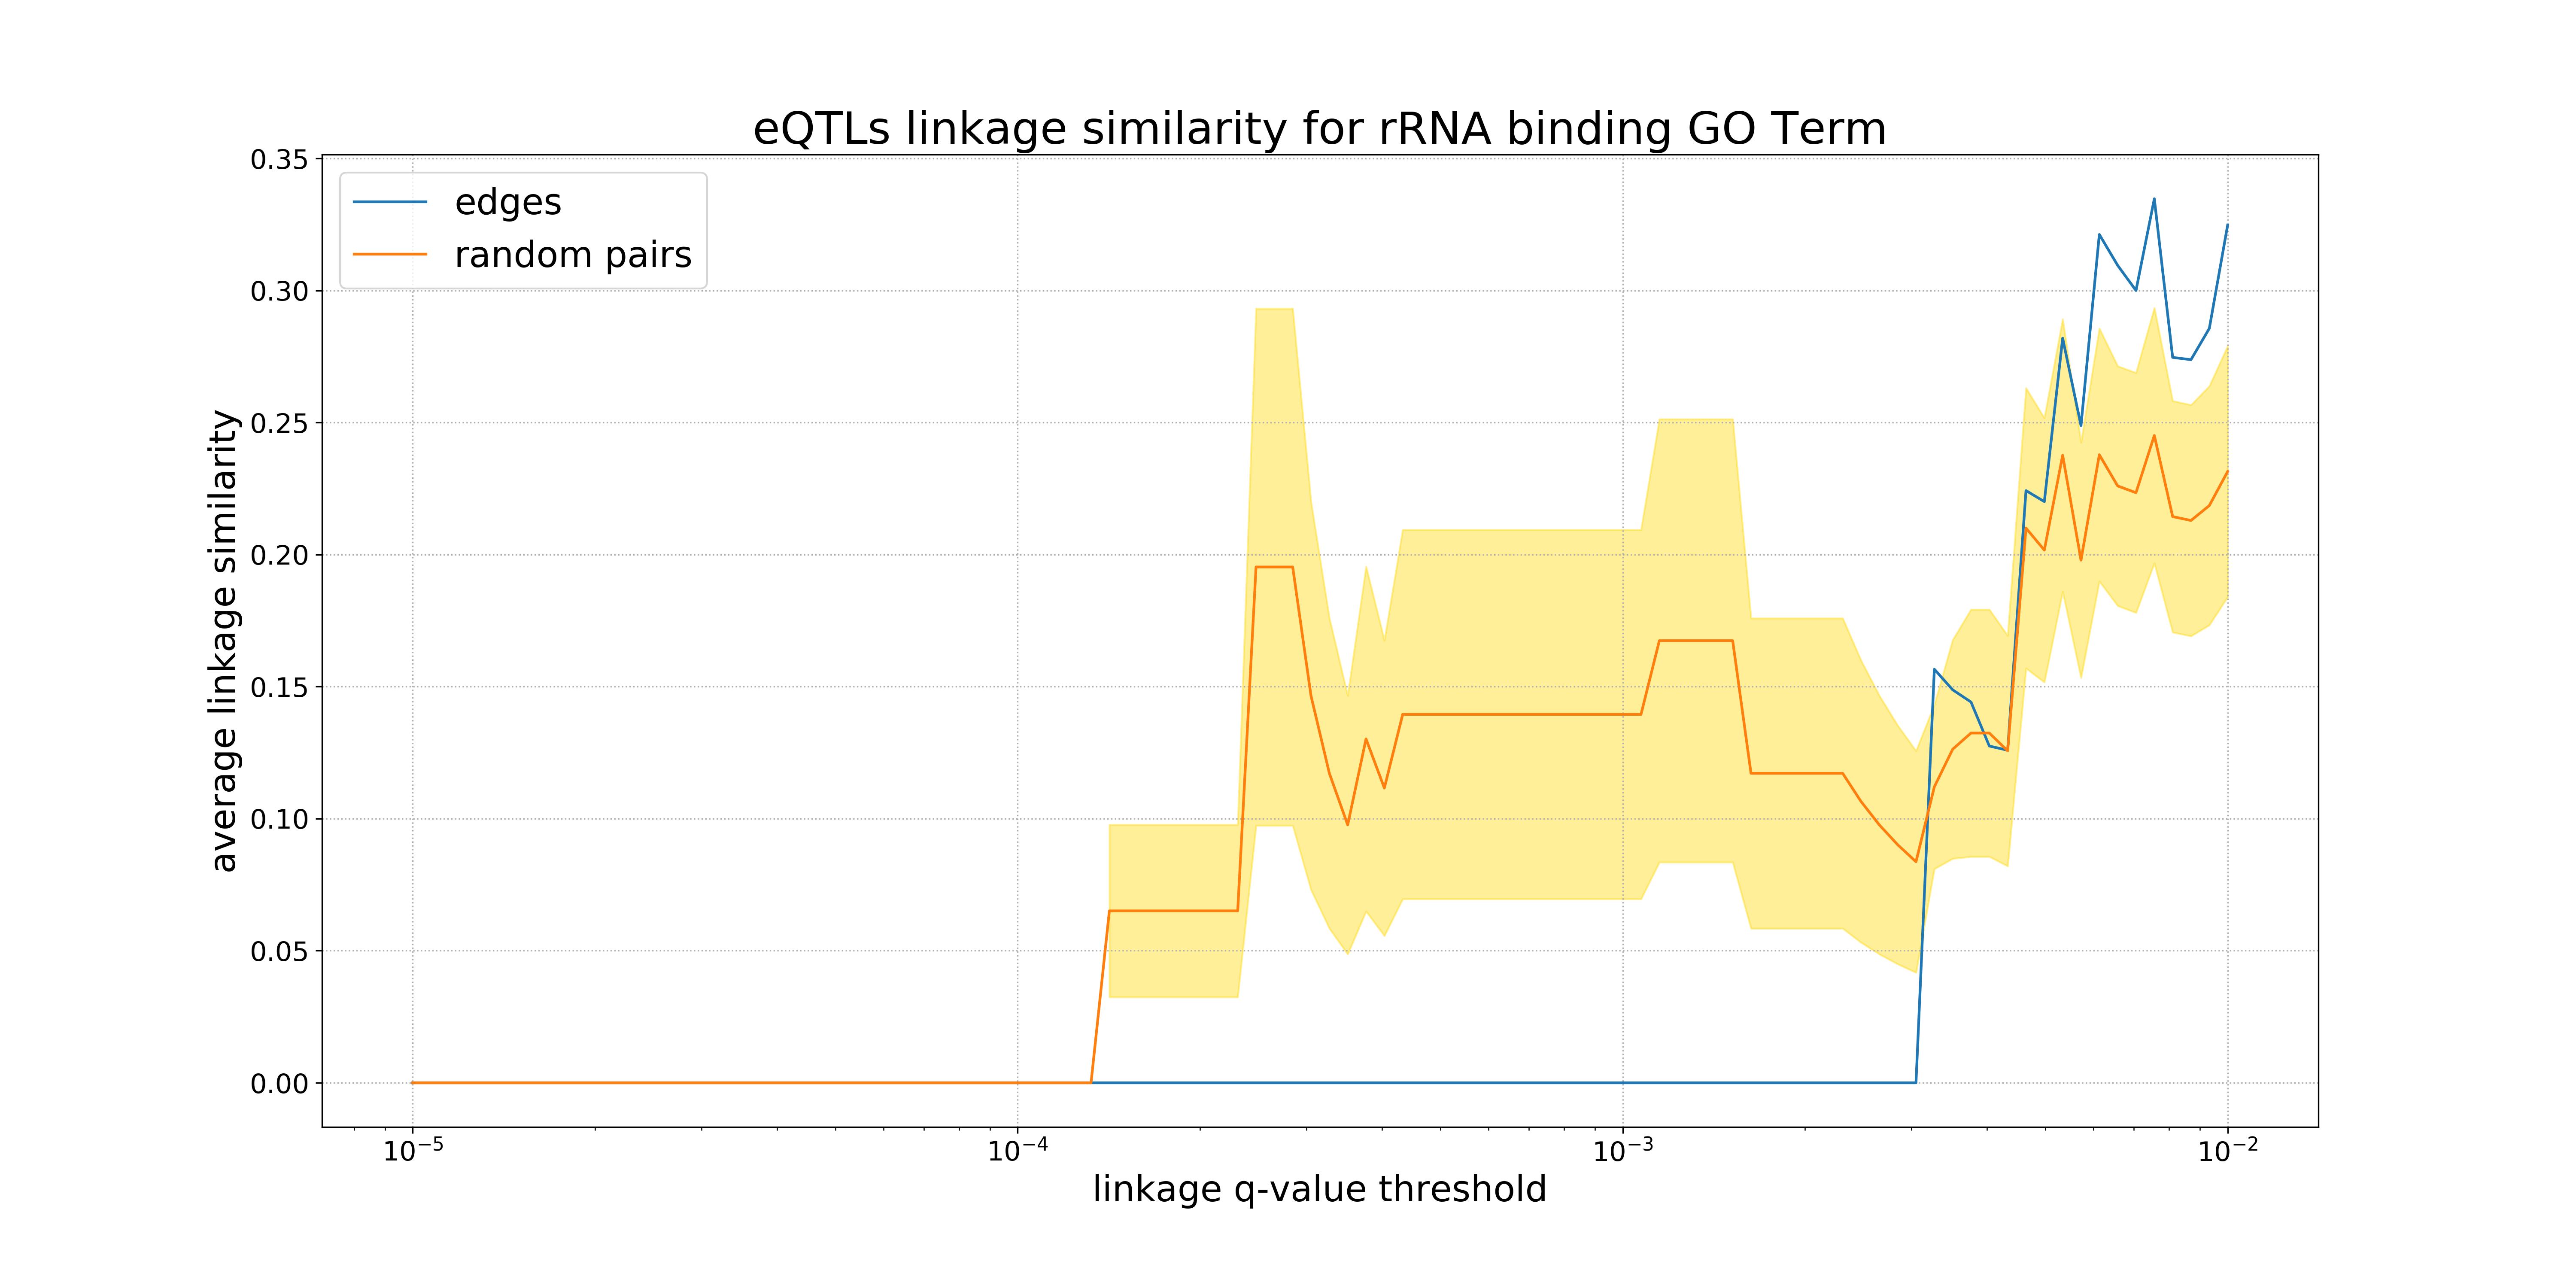 eQTLs linkage similarity for rRNA binding GO Term
edges
random pairs
average linkage similarity
0.35
0.30
0.25
0.20
0.15
0.10
0.05
0.00
10⁻⁵ 10⁻⁴ 10⁻³ 10⁻²
linkage q-value threshold